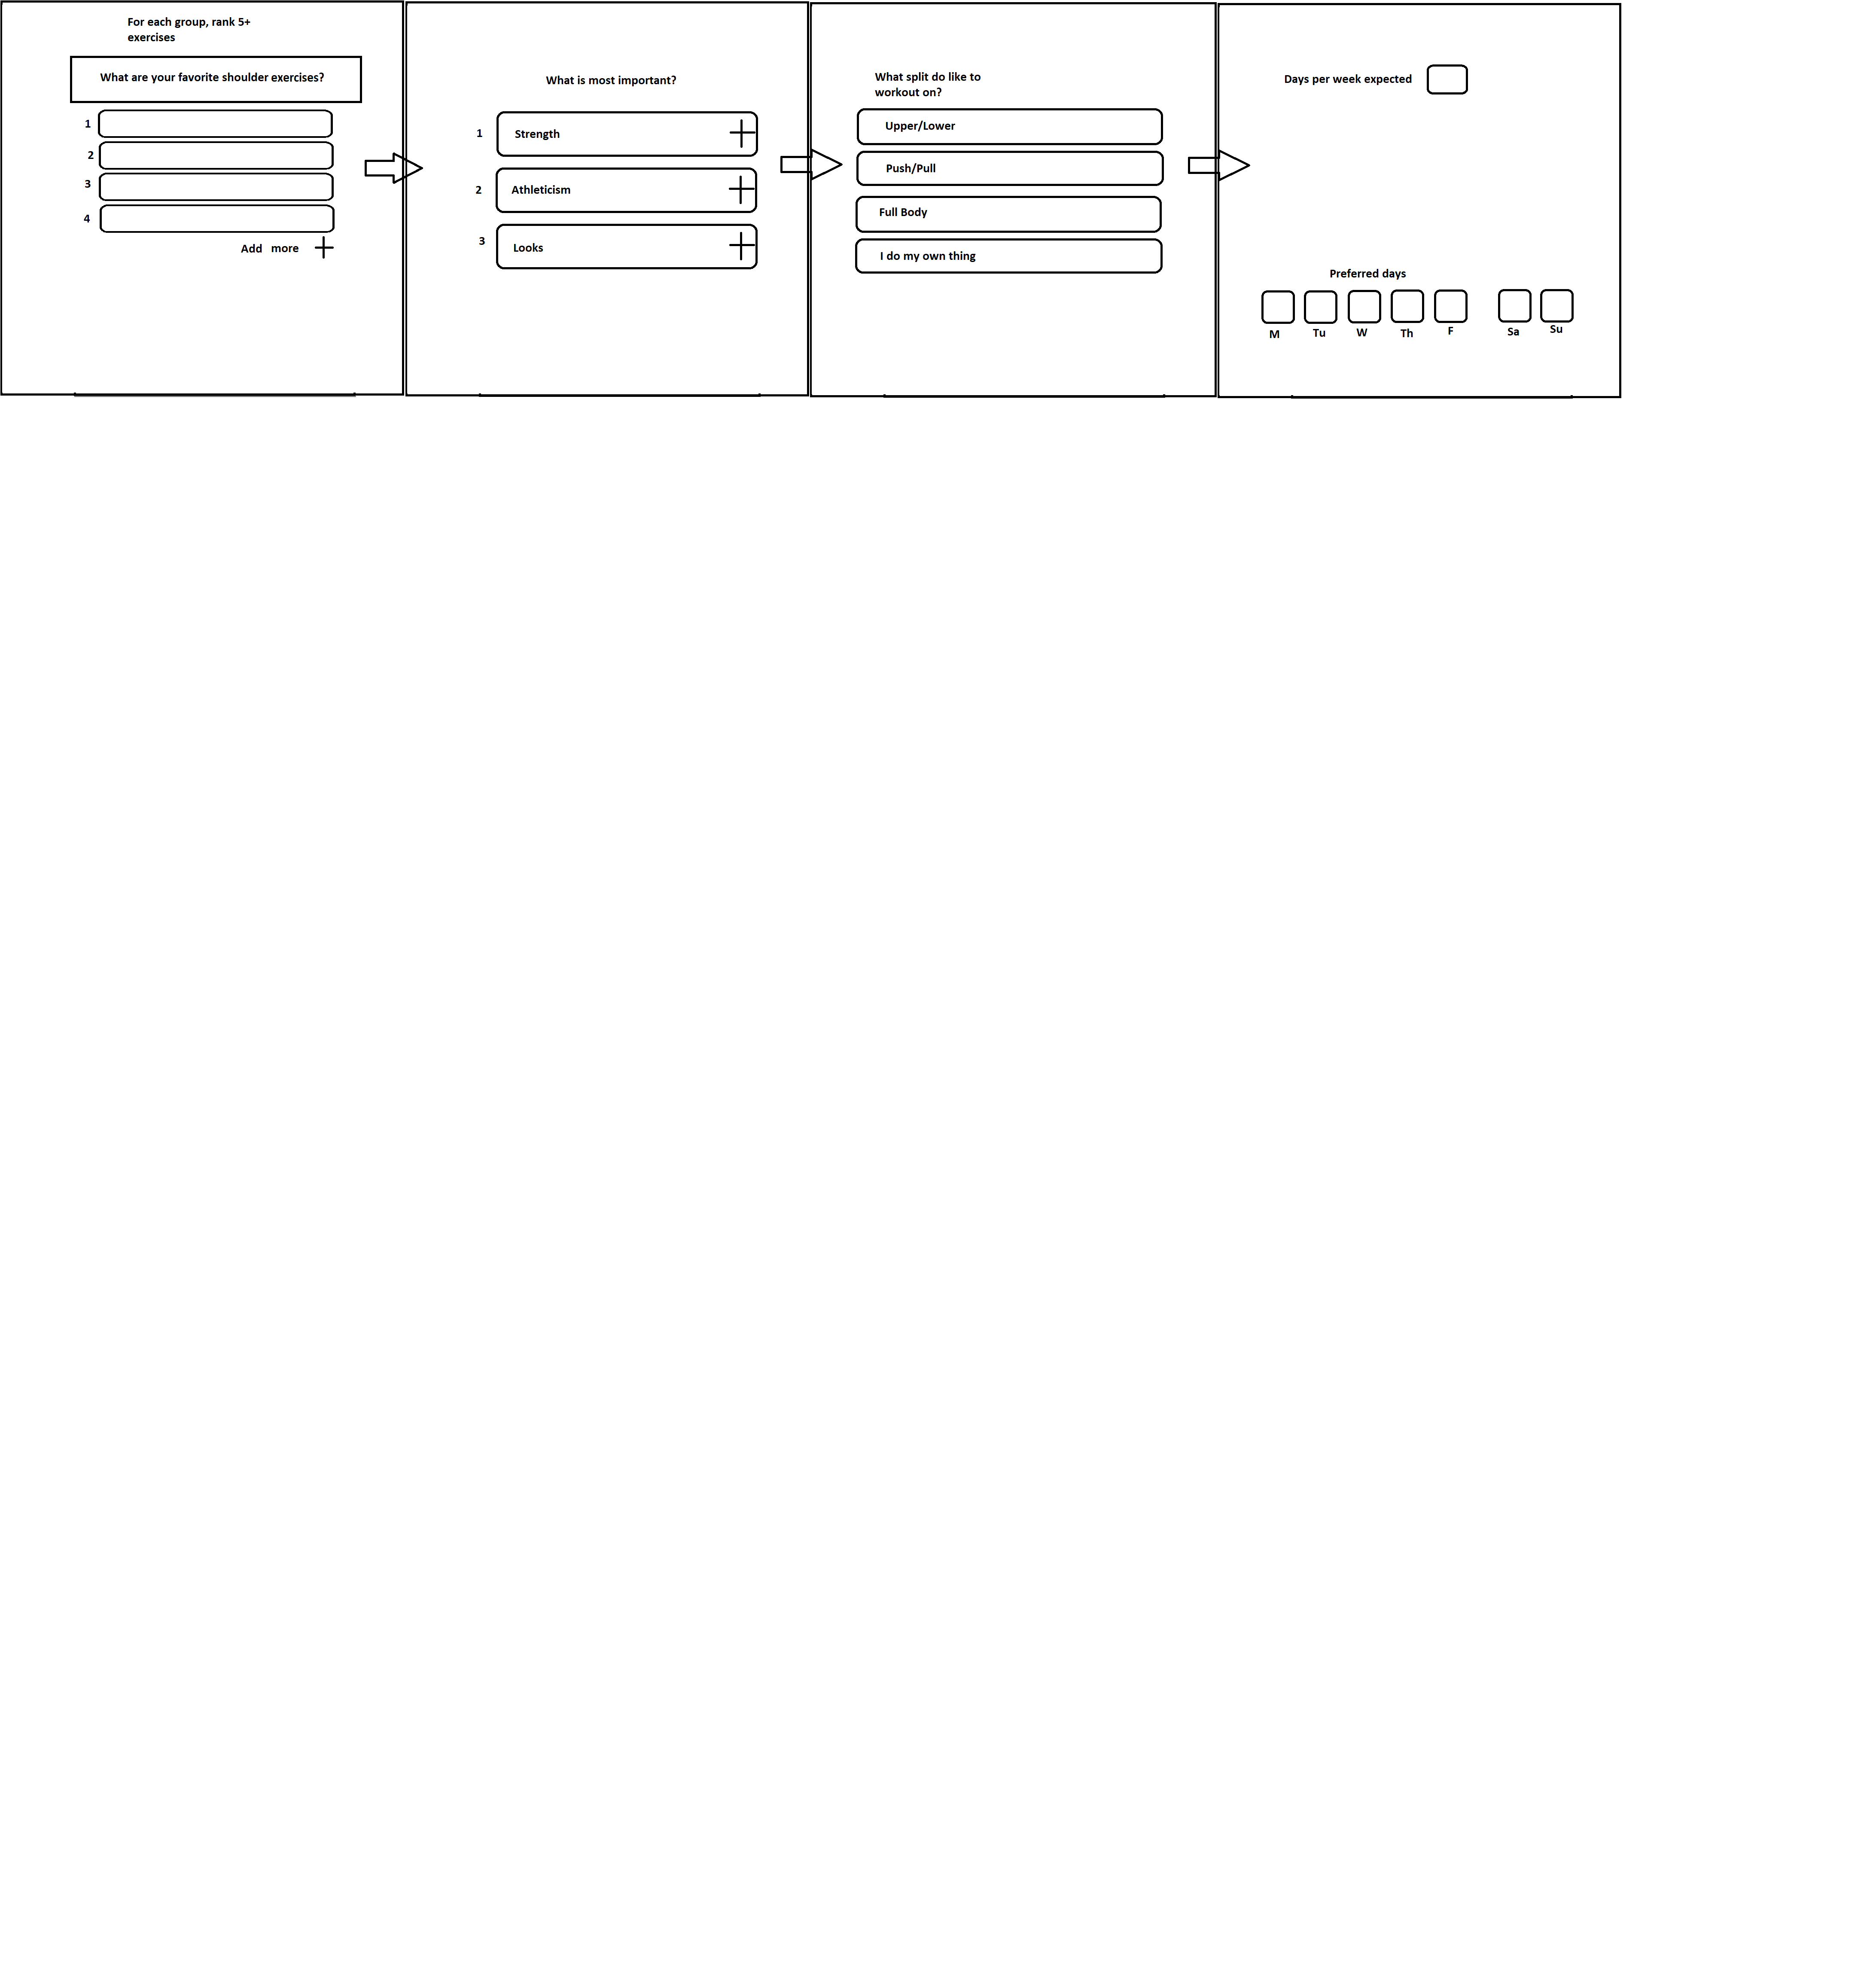 For each group, rank 5+
exercises
What are your favorite shoulder exercises?
1
2
3
4
Add more
What is most important?
1 Strength
2 Athleticism
3 Looks
What split do like to
workout on?
Upper/Lower
Push/Pull
Full Body
I do my own thing
Days per week expected
Preferred days
M Tu W Th F Sa Su